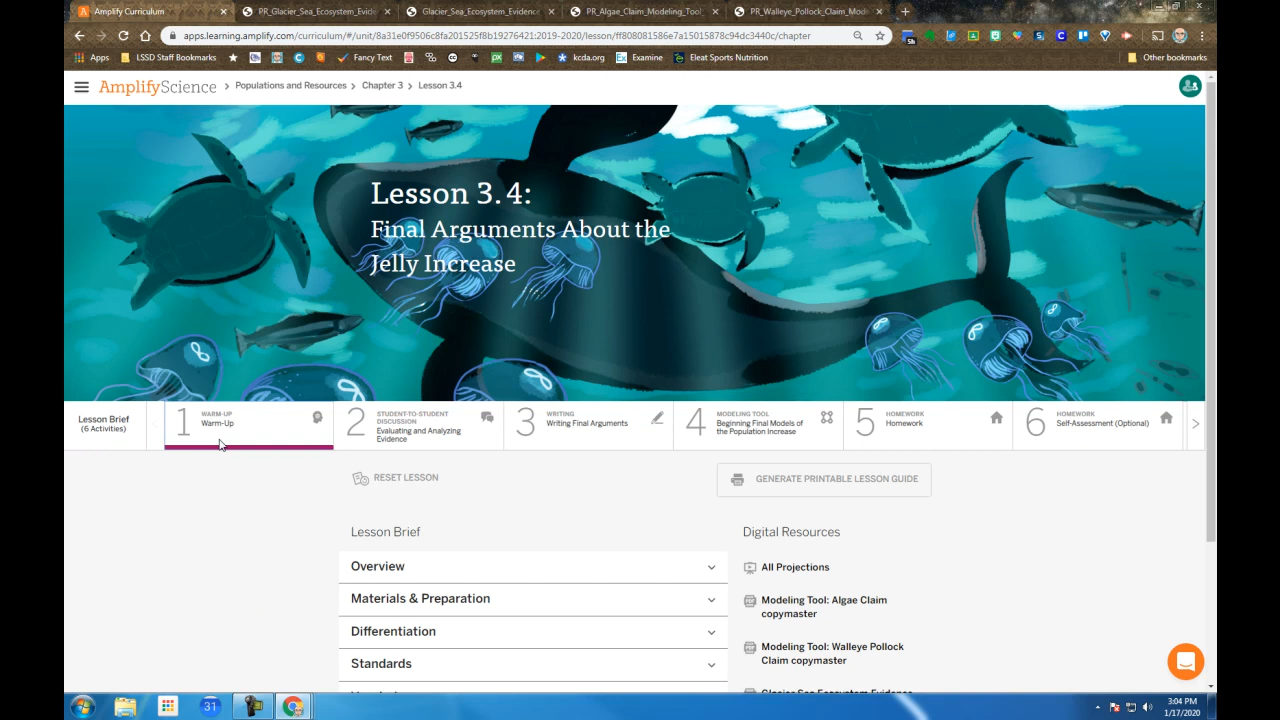 Amplify Curriculum
PR_Glacier_Sea_Ecosystem_Evide
Glacier_Sea_Ecosystem_Evidence
PR_Algae_Claim_Modeling_Tool
PR_Walleye_Pollock_Claim_Mod
apps.learning.amplify.com/curriculum/#/unit/8a31e0f9506c8fa201525f8b19276421:2019-2020/lesson/ff808081586e7a15015878c94dc3440c/chapter
Apps
LSSD Staff Bookmarks
Fancy Text
kcda.org
Examine
Eleat Sports Nutrition
Other bookmarks
AmplifyScience > Populations and Resources > Chapter 3 > Lesson 3.4
Lesson 3.4:
Final Arguments About the
Jelly Increase
Lesson Brief
(6 Activities)
1
WARM-UP
Warm-Up
2
STUDENT-TO-STUDENT
DISCUSSION
Evaluating and Analyzing
Evidence
3
WRITING
Writing Final Arguments
4
MODELING TOOL
Beginning Final Models of
the Population Increase
5
HOMEWORK
Homework
6
HOMEWORK
Self-Assessment (Optional)
RESET LESSON
GENERATE PRINTABLE LESSON GUIDE
Lesson Brief
Overview
Materials & Preparation
Differentiation
Standards
Digital Resources
All Projections
Modeling Tool: Algae Claim
copymaster
Modeling Tool: Walleye Pollock
Claim copymaster
Glacier Sea Ecosystem Evidence
31
3:04 PM
1/17/2020